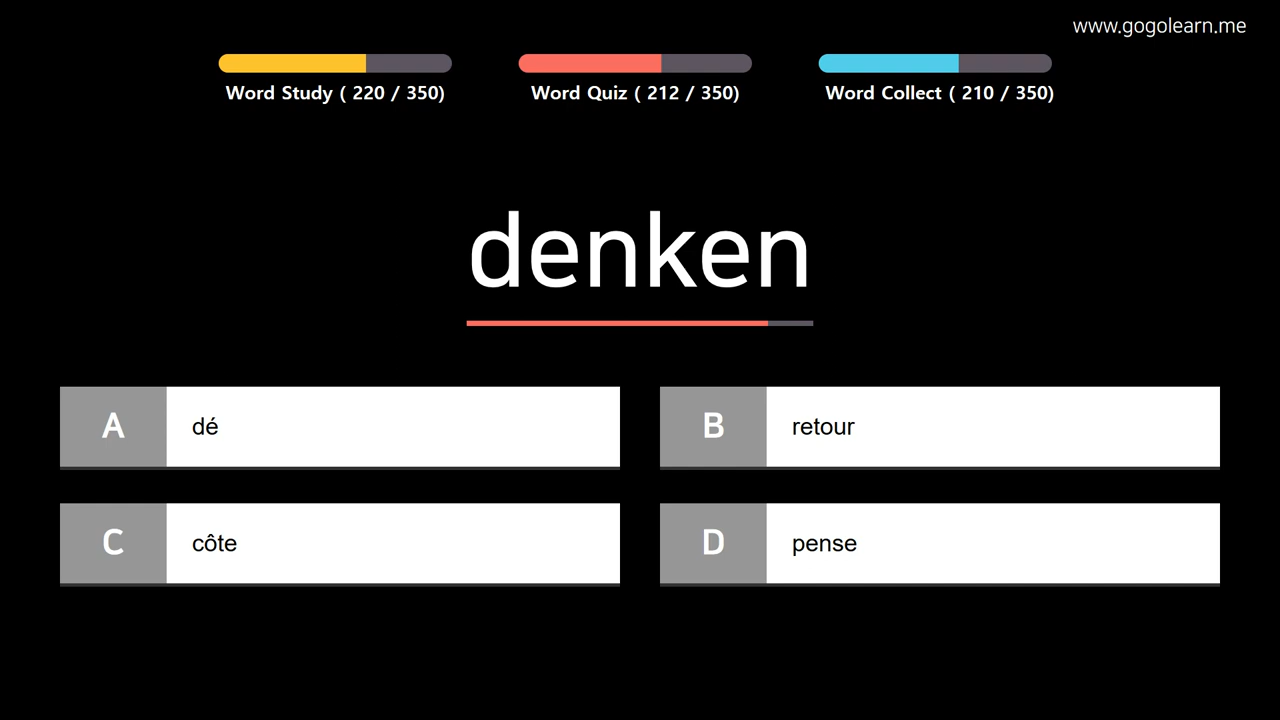 www.gogolearn.me
Word Study ( 220 / 350)
Word Quiz ( 212 / 350)
Word Collect ( 210 / 350)
denken
A dé
B retour
C côte
D pense